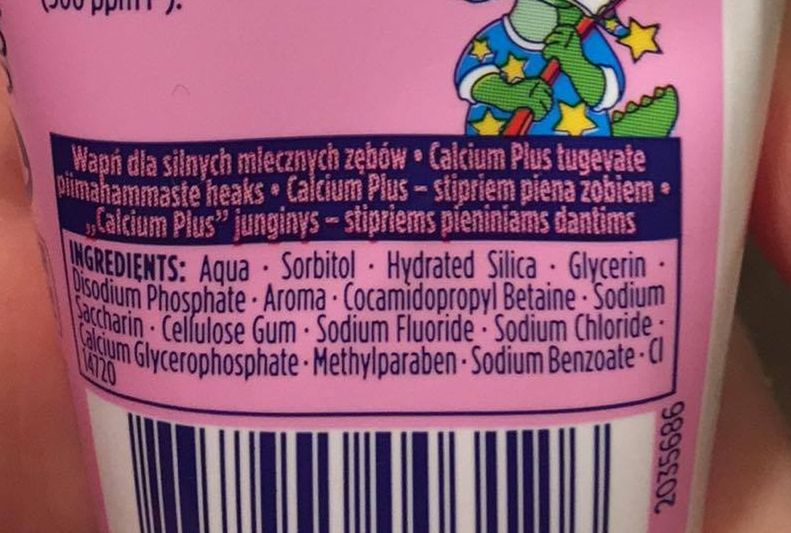 (500 ppm F⁻).
Wapń dla silnych mlecznych zębów • Calcium Plus tugevate
piimahammaste heaks • Calcium Plus – stipriem piena zobiem •
„Calcium Plus” junginys – stipriems pieniniams dantims
INGREDIENTS: Aqua · Sorbitol · Hydrated Silica · Glycerin ·
Disodium Phosphate · Aroma · Cocamidopropyl Betaine · Sodium
Saccharin · Cellulose Gum · Sodium Fluoride · Sodium Chloride ·
Calcium Glycerophosphate · Methylparaben · Sodium Benzoate · CI
14720
2035686